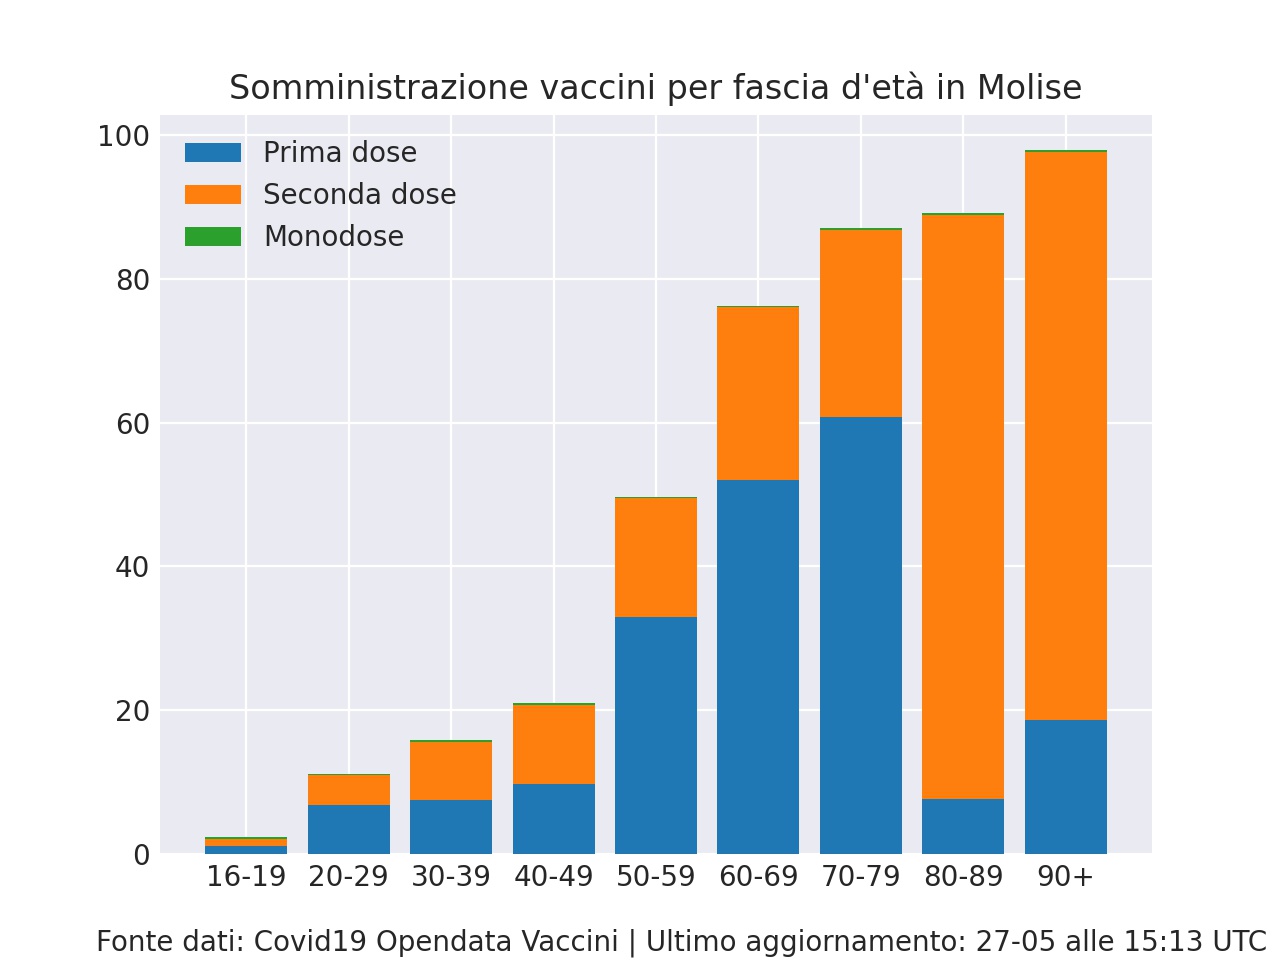 Somministrazione vaccini per fascia d'età in Molise
100
80
60
40
20
0
Prima dose
Seconda dose
Monodose
16-19 20-29 30-39 40-49 50-59 60-69 70-79 80-89 90+
Fonte dati: Covid19 Opendata Vaccini | Ultimo aggiornamento: 27-05 alle 15:13 UTC